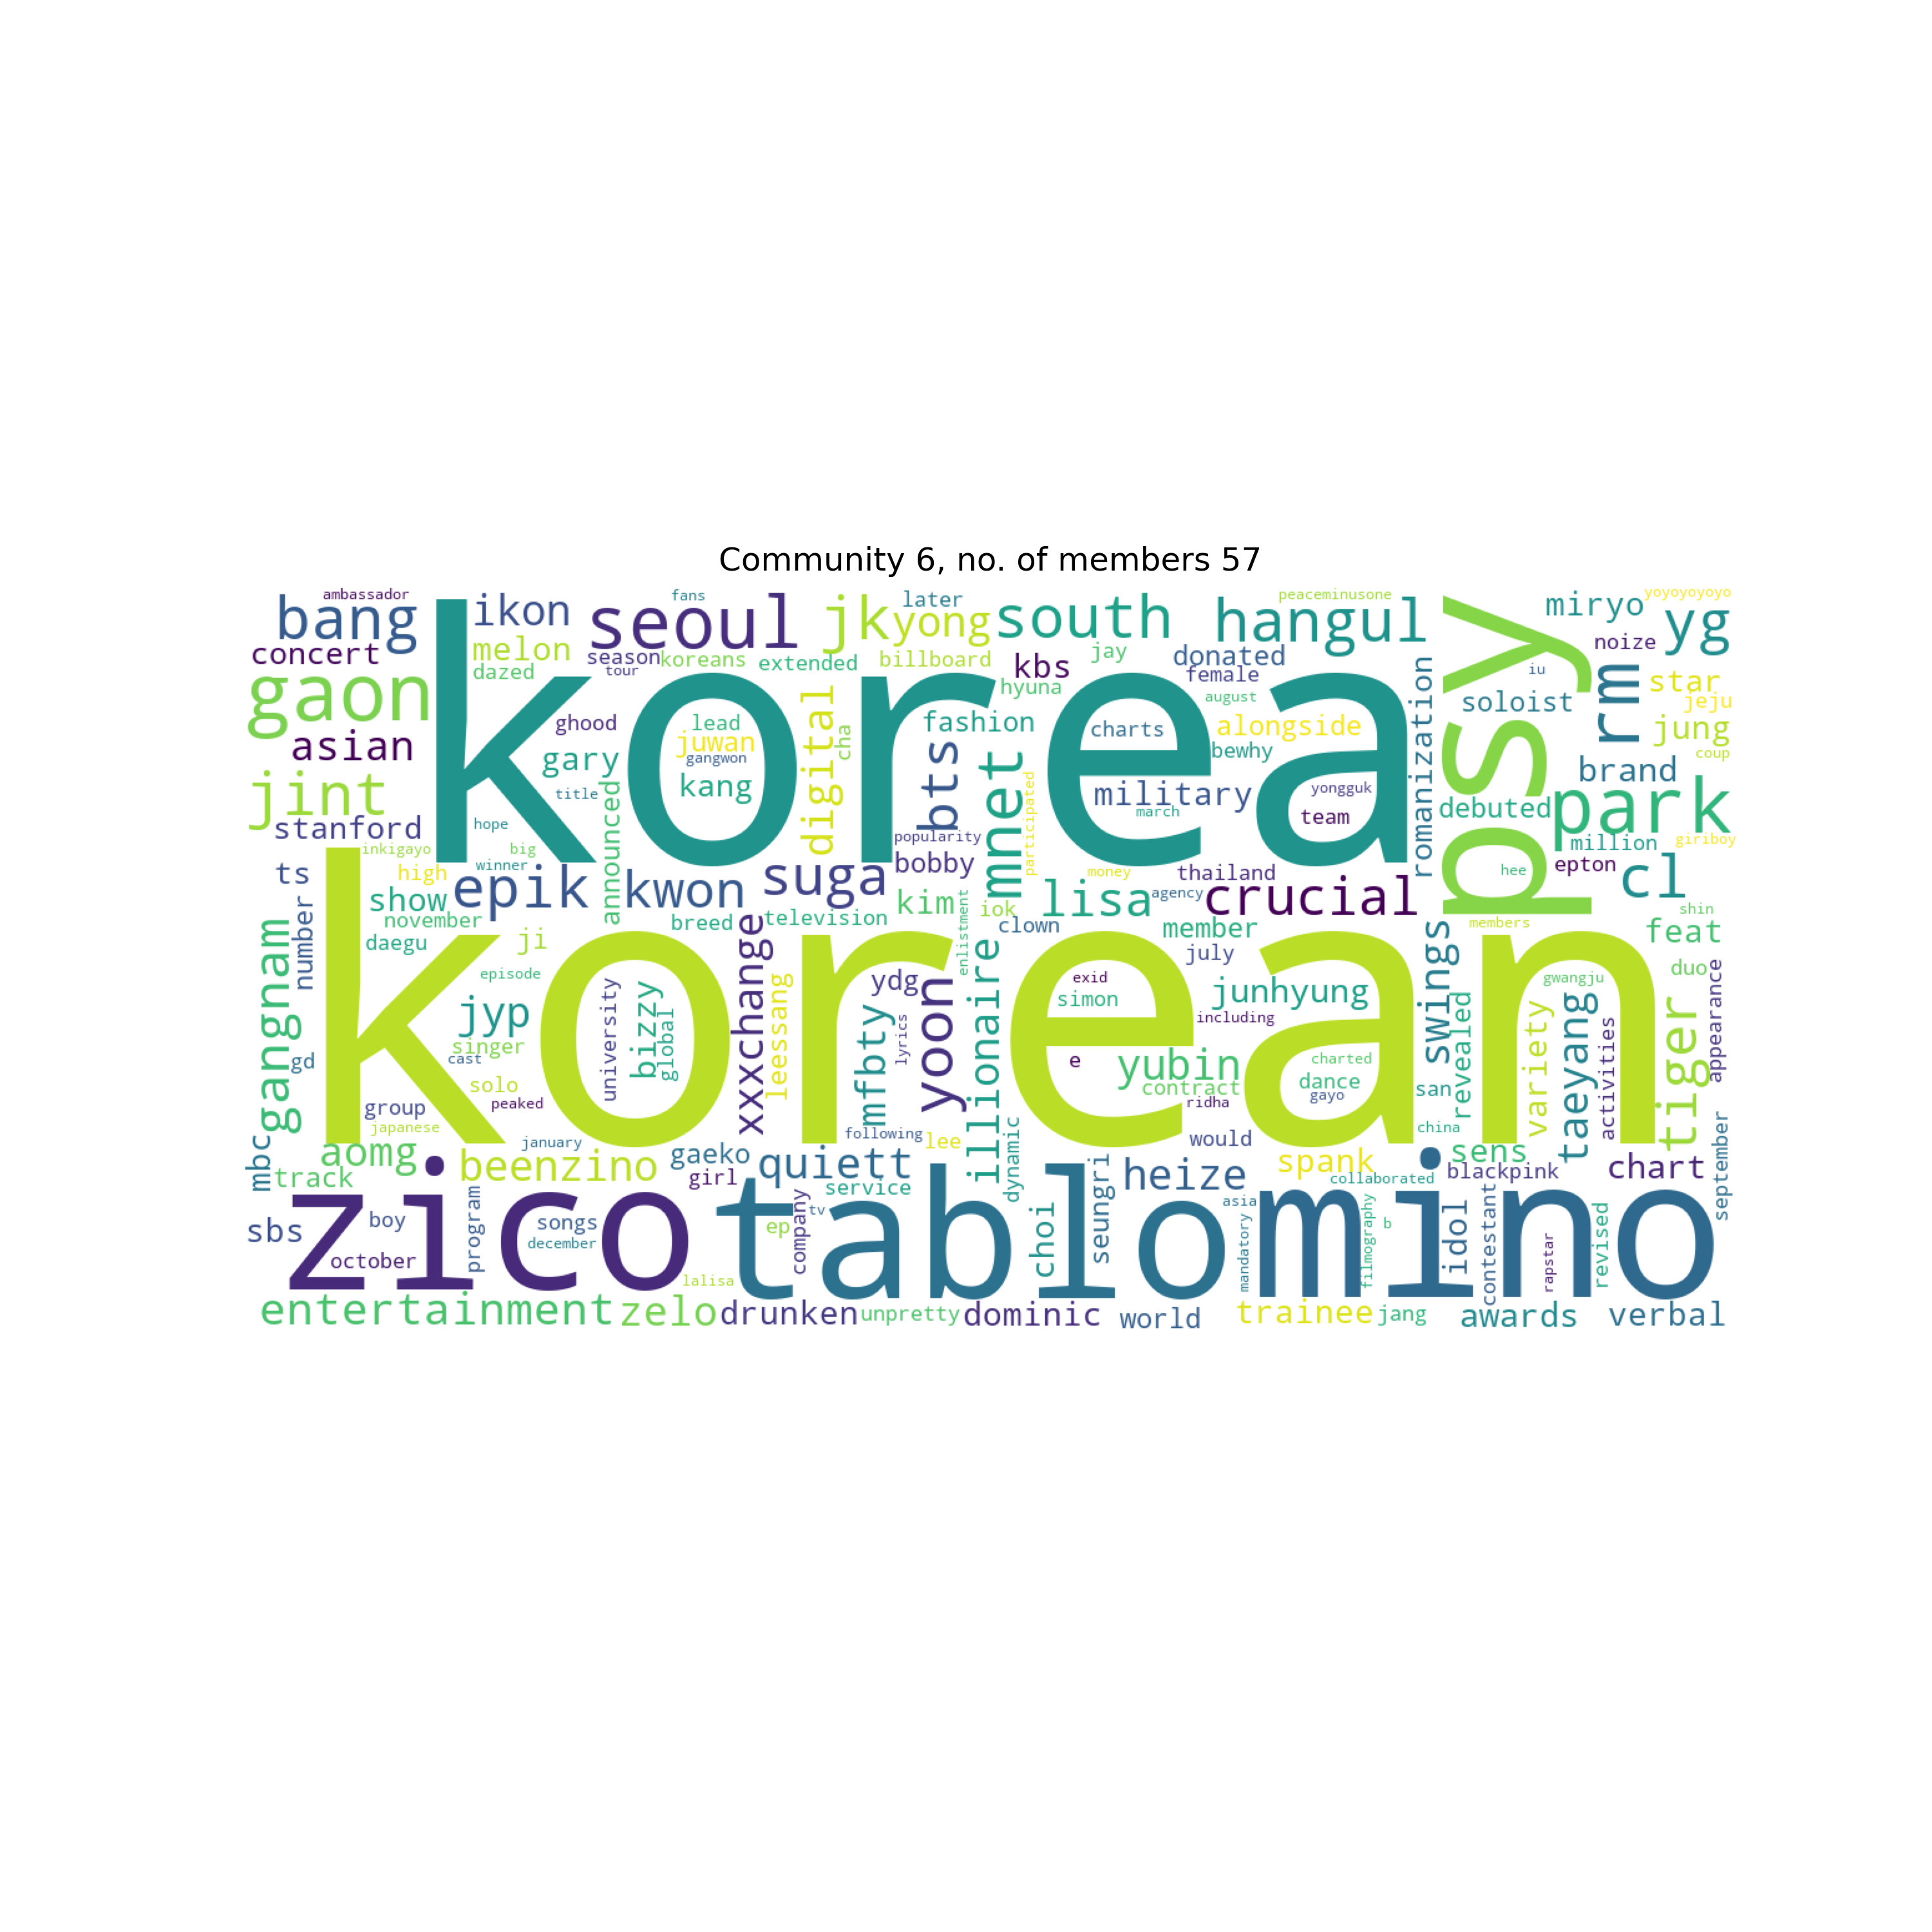 Community 6, no. of members 57
ambassador
bang
ikon
seoul
fans
jk
yong
later
south
hangul
peaceminusone
psy
miryo
yoyoyoyoyo
yg
noize
concert
melon
dazed
season
tour
koreans
extended
billboard
kbs
jay
hyuna
donated
female
august
romanization
iu
soloist
rm
star
jeju
jung
coup
gaon
korea
asian
ghood
gary
title
announced
lead
juwan
gangwon
kang
digital
cha
fashion
bts
mnet
participated
charts
military
march
alongside
bewhy
yongguk
team
brand
debuted
park
million
giriboy
jint
stanford
inkigayo
hope
big
winner
popularity
bobby
ts
high
show
november
daegu
epik
kwon
suga
breed
television
kim
iok
enlistment
clown
money
lisa
thailand
agency
crucial
member
july
epton
cl
hee
shin
members
feat
duo
gwangju
appearance
number
gangnam
gd
korean
ji
episode
jyp
singer
cast
solo
peaked
group
japanese
january
university
bizzy
global
xxxchange
leessang
ydg
mfbty
lyrics
following
yoon
lee
illionaire
dynamic
exid
simon
including
junhyung
e
yubin
contract
ridha
would
charted
dance
gayo
san
china
swings
revealed
variety
taeyang
activities
tiger
september
mbc
aomg
track
beenzino
gaeko
girl
quiett
service
heize
asia
spank
collaborated
sens
blackpink
chart
sbs
zico
boy
october
program
songs
december
lalisa
tablo
ep
company
tv
choi
seungri
mandatory
mino
filmography
b
idol
contestant
rapstar
revised
entertainment
zelo
drunken
unpretty
dominic
world
trainee
jang
awards
verbal